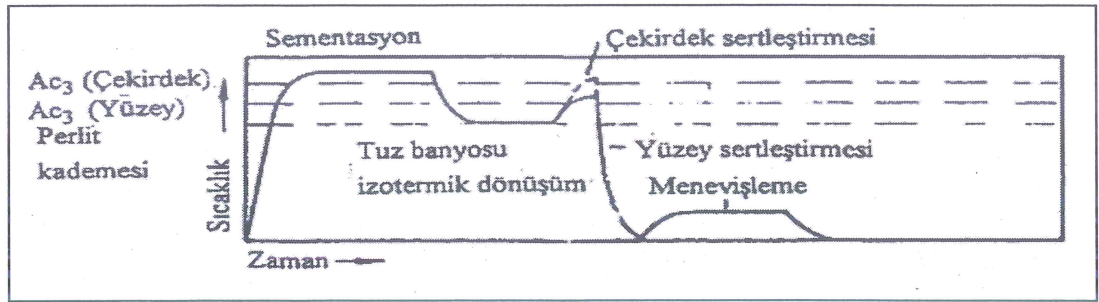 Sementasyon
Çekirdek sertleştirmesi
Ac3 (Çekirdek)
Ac3 (Yüzey)
Perlit
kademesi
Sıcaklık
Tuz banyosu
izotermik dönüşüm
Yüzey sertleştirmesi
Menevişleme
Zaman